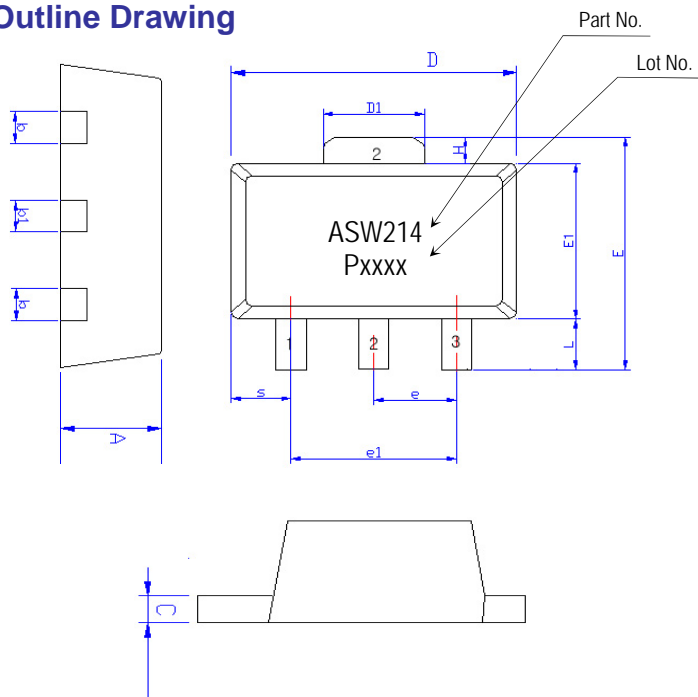 Outline Drawing
Part No.
Lot No.
D
D1
2
H
b
b1
b
ASW214
Pxxxx
E1
E
1
2
3
L
s
e
e1
A
C